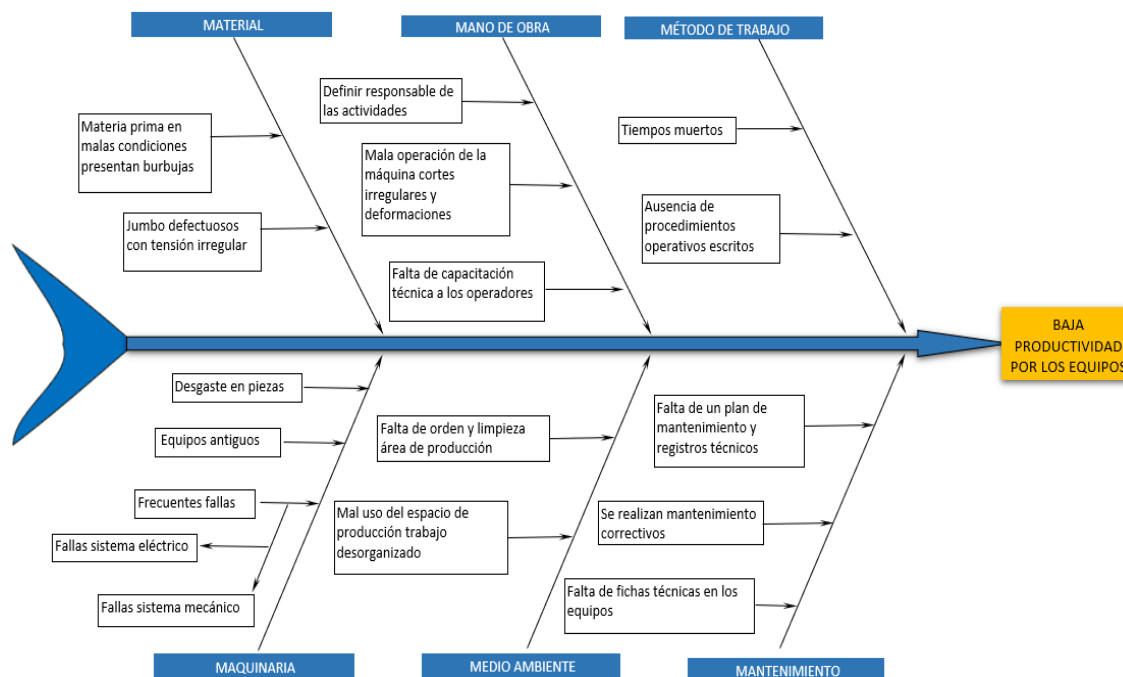 MATERIAL
MANO DE OBRA
MÉTODO DE TRABAJO
Materia prima en
malas condiciones
presentan burbujas
Jumbo defectuosos
con tensión irregular
Definir responsable de
las actividades
Mala operación de la
máquina cortes
irregulares y
deformaciones
Falta de capacitación
técnica a los operadores
Tiempos muertos
Ausencia de
procedimientos
operativos escritos
BAJA
PRODUCTIVIDAD
POR LOS EQUIPOS
Desgaste en piezas
Equipos antiguos
Frecuentes fallas
Fallas sistema eléctrico
Fallas sistema mecánico
Falta de orden y limpieza
área de producción
Mal uso del espacio de
producción trabajo
desorganizado
Falta de un plan de
mantenimiento y
registros técnicos
Se realizan mantenimiento
correctivos
Falta de fichas técnicas en los
equipos
MAQUINARIA
MEDIO AMBIENTE
MANTENIMIENTO